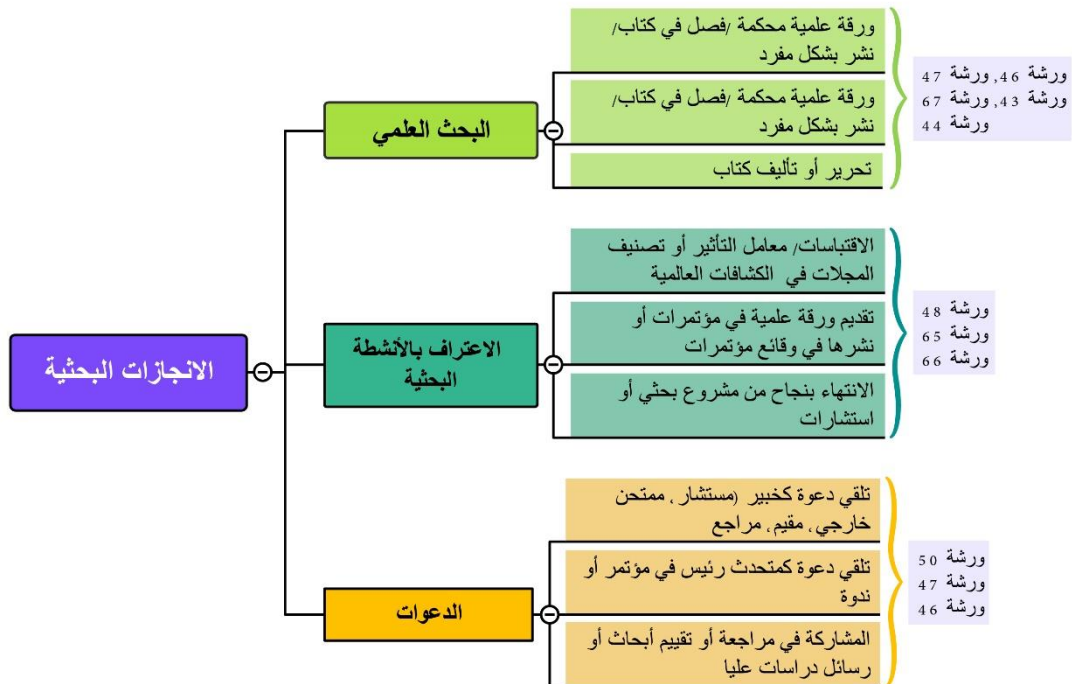 الانجازات البحثية
البحث العلمي
ورقة علمية محكمة /فصل في كتاب/
نشر بشكل مفرد
ورقة علمية محكمة /فصل في كتاب/
نشر بشكل مفرد
تحرير أو تأليف كتاب
ورشة 46, ورشة 47
ورشة 43, ورشة 67
ورشة 44
الاعتراف بالأنشطة
البحثية
الاقتباسات/ معامل التأثير أو تصنيف
المجلات في الكشافات العالمية
تقديم ورقة علمية في مؤتمرات أو
نشرها في وقائع مؤتمرات
الانتهاء بنجاح من مشروع بحثي أو
استشارات
ورشة 48
ورشة 65
ورشة 66
الدعوات
تلقي دعوة كخبير (مستشار، ممتحن
خارجي، مقيم، مراجع
تلقي دعوة كمتحدث رئيس في مؤتمر أو
ندوة
المشاركة في مراجعة أو تقييم أبحاث أو
رسائل دراسات عليا
ورشة 50
ورشة 47
ورشة 46